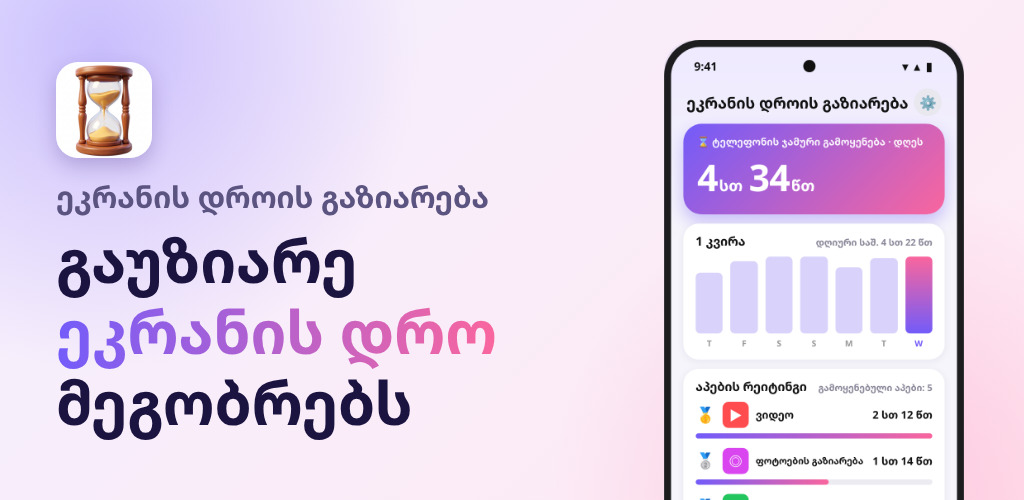 ეკრანის დროის გაზიარება
გაუზიარე
ეკრანის დრო
მეგობრებს
9:41
ეკრანის დროის გაზიარება
ტელეფონის ჯამური გამოყენება · დღეს
4სთ 34წთ
1 კვირა
დღიური საშ. 4 სთ 22 წთ
T F S S M T W
აპების რეიტინგი
გამოყენებული აპები: 5
ვიდეო 2 სთ 12 წთ
ფოტოების გაზიარება 1 სთ 14 წთ